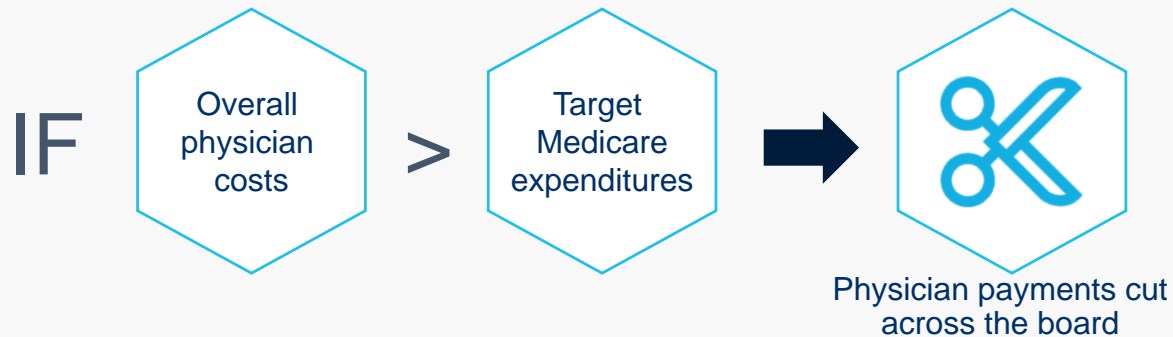 IF
Overall
physician
costs
>
Target
Medicare
expenditures
Physician payments cut
across the board